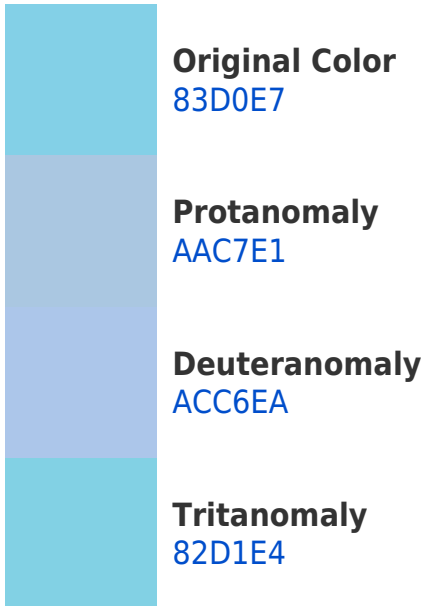 Original Color
83D0E7
Protanomaly
AAC7E1
Deuteranomaly
ACC6EA
Tritanomaly
82D1E4